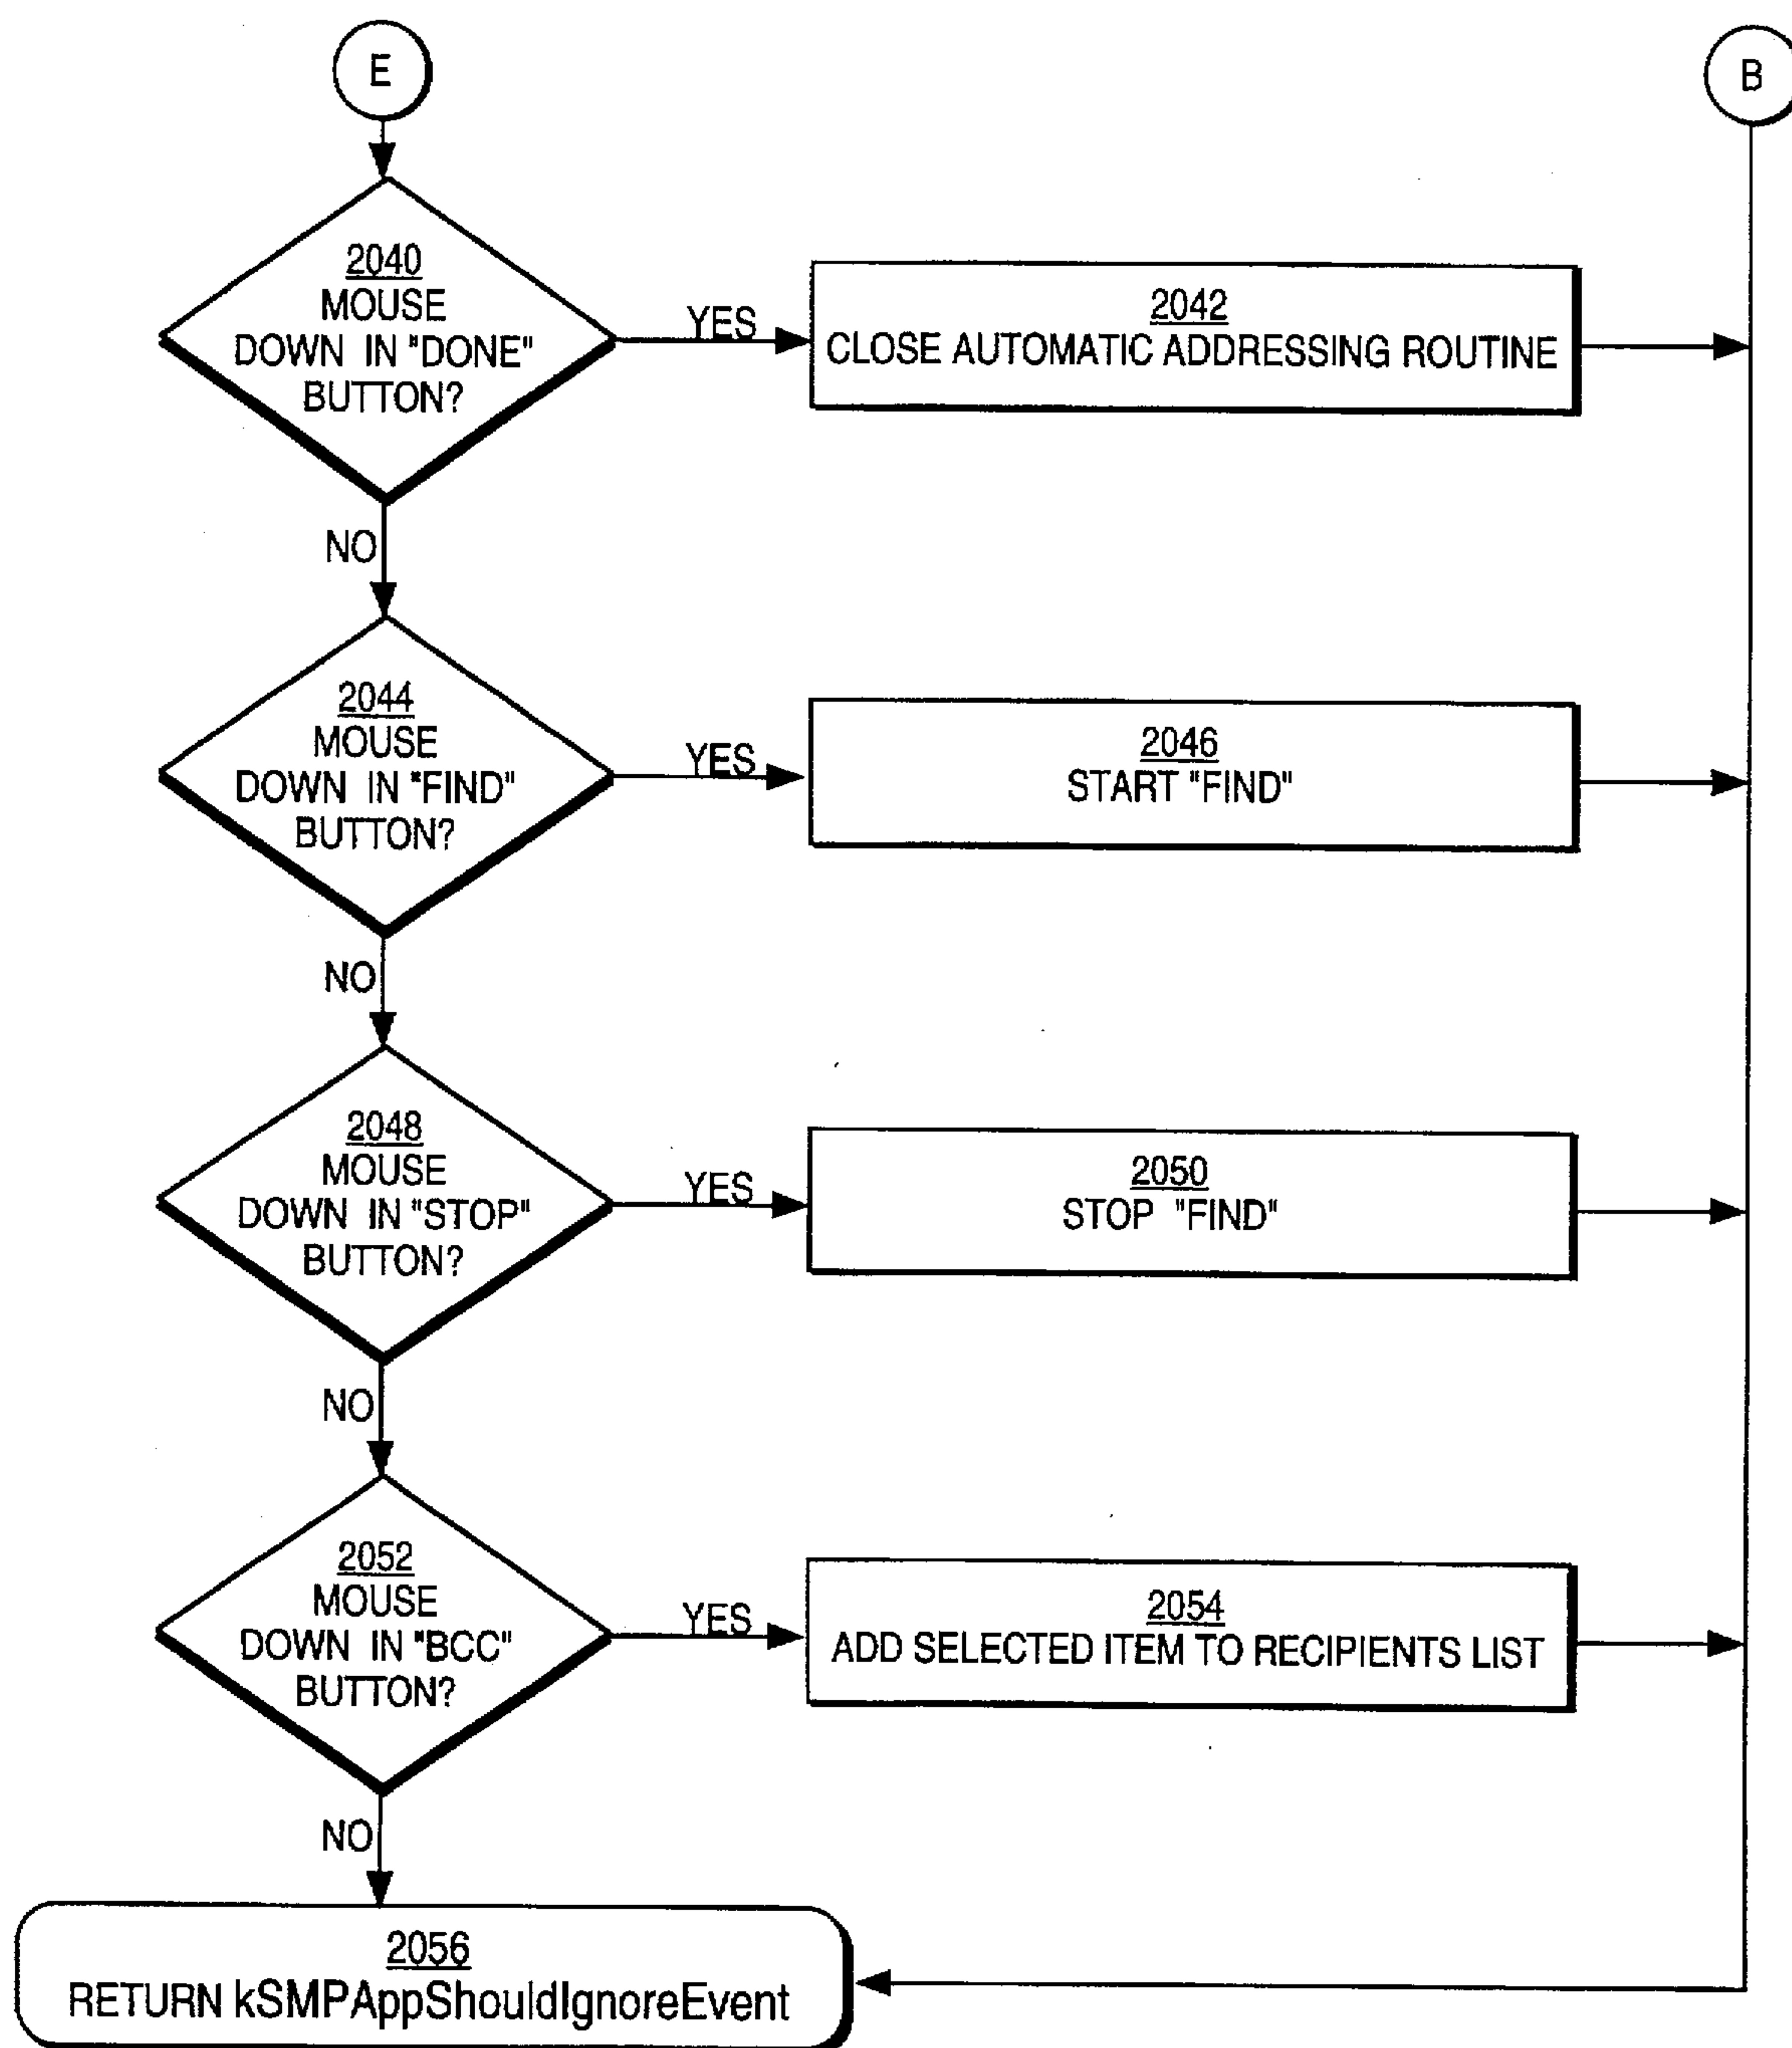 E
B
2040
MOUSE
DOWN IN "DONE"
BUTTON?
YES
2042
CLOSE AUTOMATIC ADDRESSING ROUTINE
NO
2044
MOUSE
DOWN IN "FIND"
BUTTON?
YES
2046
START "FIND"
NO
2048
MOUSE
DOWN IN "STOP"
BUTTON?
YES
2050
STOP "FIND"
NO
2052
MOUSE
DOWN IN "BCC"
BUTTON?
YES
2054
ADD SELECTED ITEM TO RECIPIENTS LIST
NO
2056
RETURN kSMPAppShouldIgnoreEvent